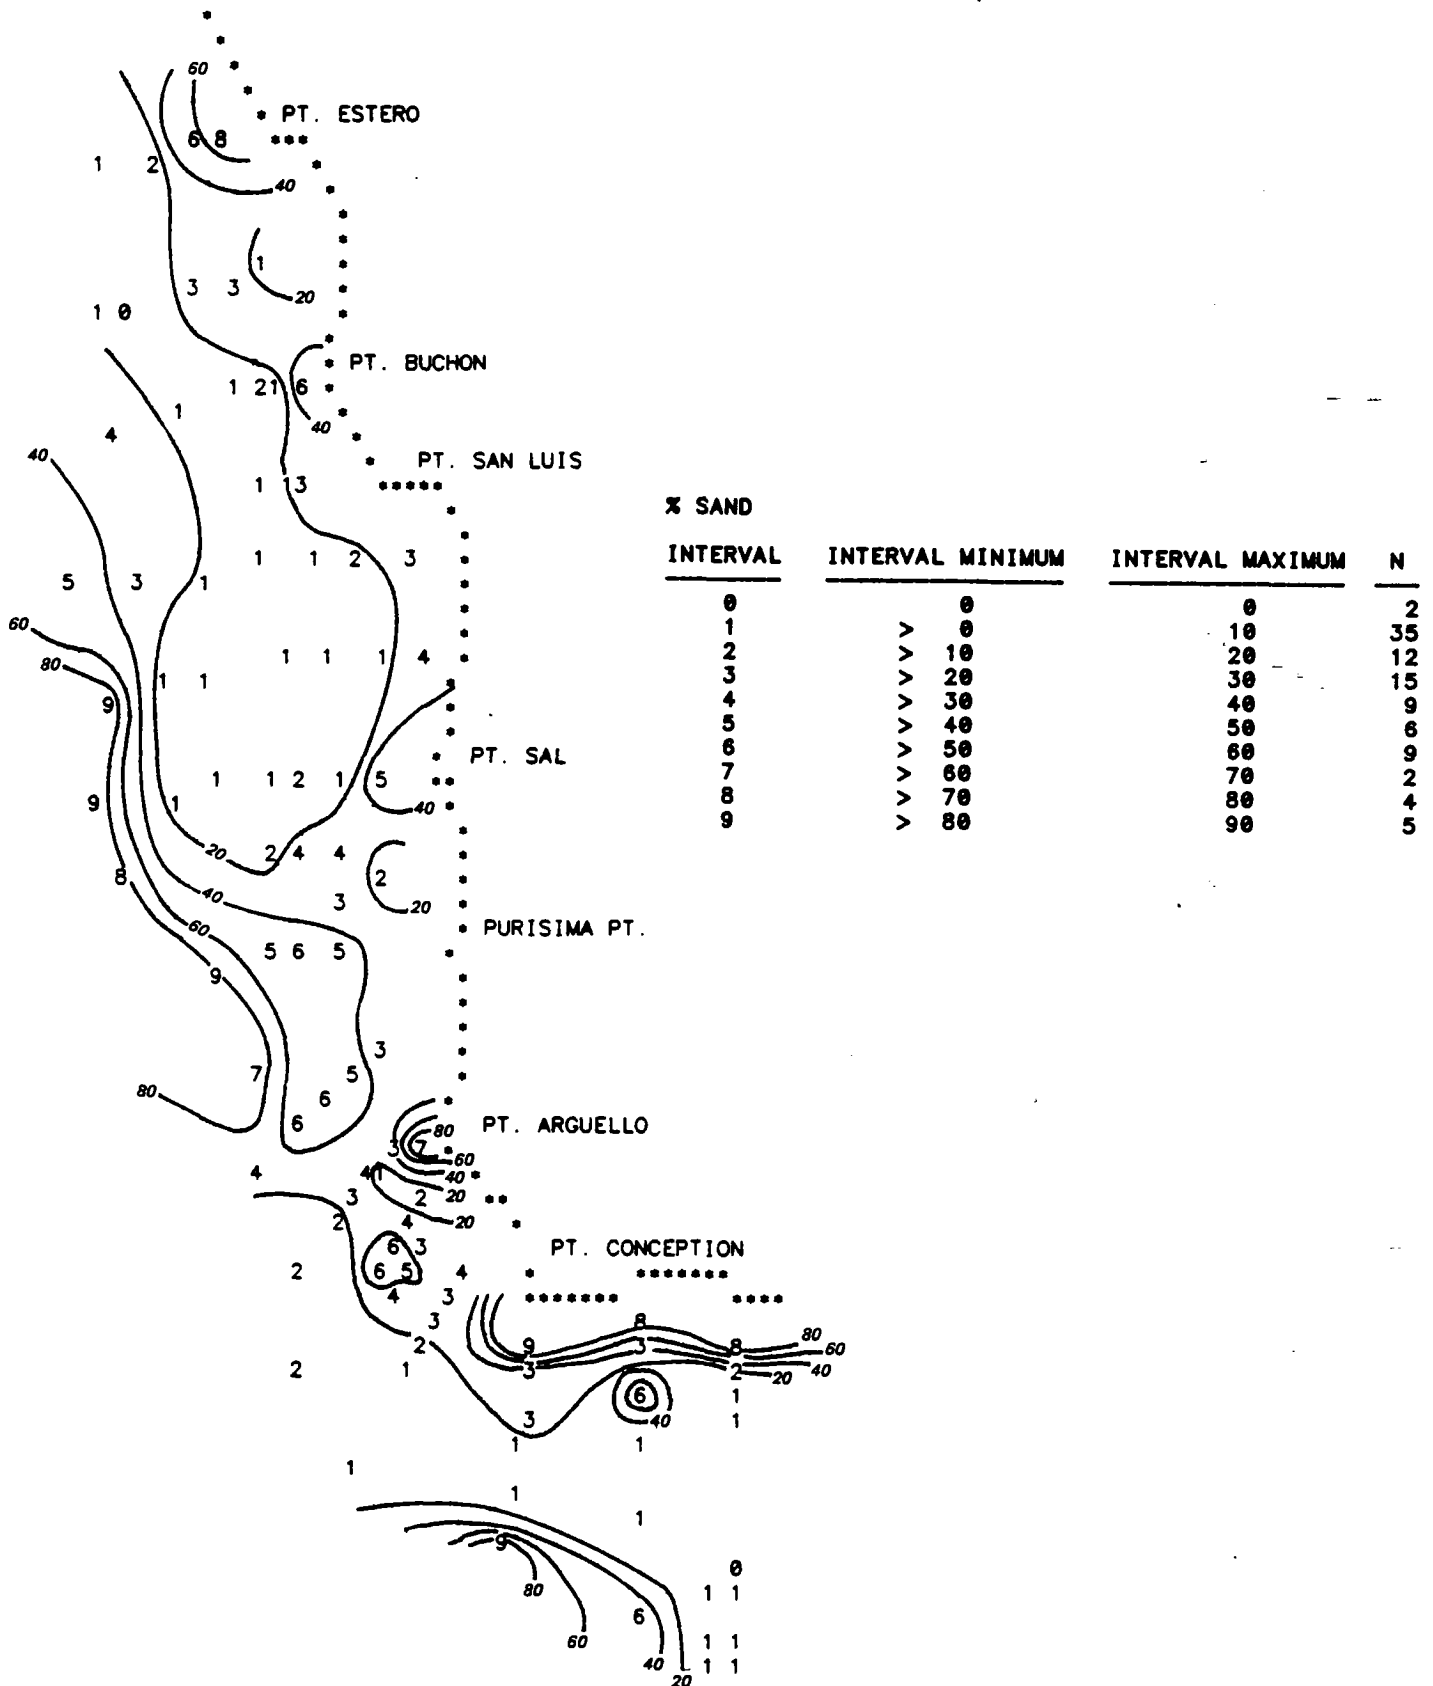 60
PT. ESTERO
6 8
1 2
40
1
3 3 20
1 0
PT. BUCHON
1 21 6
1
40
4
40
PT. SAN LUIS
1 13
% SAND
INTERVAL INTERVAL MINIMUM INTERVAL MAXIMUM N
0 0 0 2
1 > 0 10 35
2 > 10 20 12
3 > 20 30 15
4 > 30 40 9
5 > 40 50 6
6 > 50 60 9
7 > 60 70 2
8 > 70 80 4
9 > 80 90 5
1 1 2 3
5 3 1
60
80
1 1 1 4
1 1
9
PT. SAL
1 1 2 1 5
9 1 40
20 2 4 4
8 2
40 3 20
60 PURISIMA PT.
5 6 5
9
3
7 5
80
6
6 PT. ARGUELLO
80
3 7
60
4 41 40
3 2 20
2 4 20
6 3 PT. CONCEPTION
2 6 5 4
4 3
3 8
80
2 9 3 8 60
2 1 3 2 20 40
6 1
3 40 1
1 1
1
1
1
9
0
80 1 1
6
60 1 1
40 1 1
20